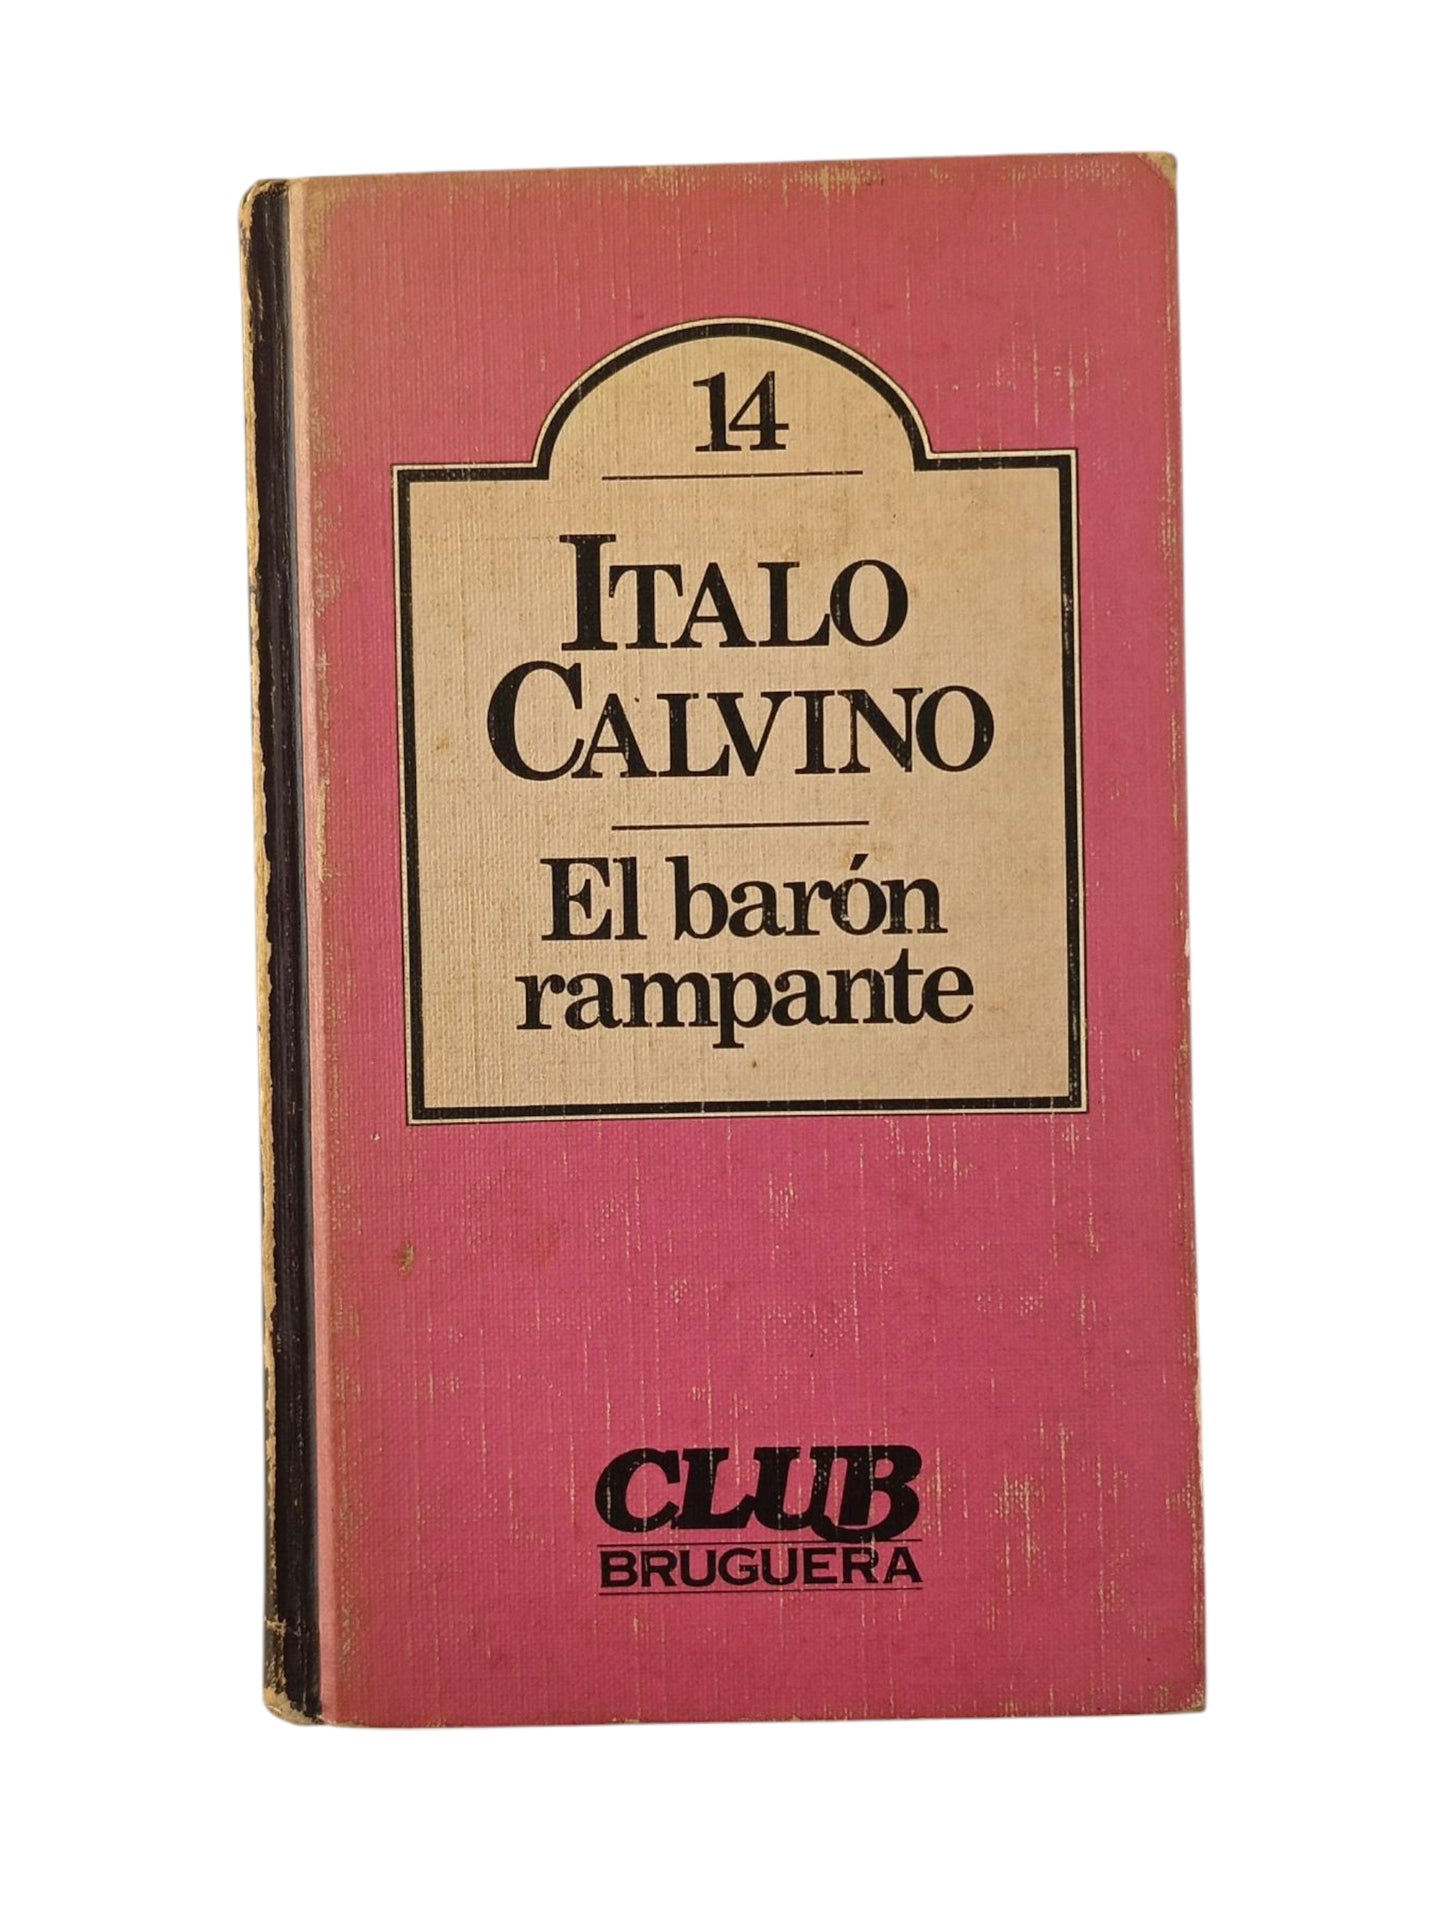 14
ITALO
CALVINO
El barón
rampante
CLUB
BRUGUERA